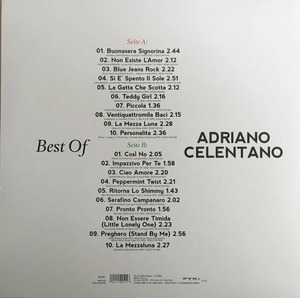 Best Of
ADRIANO
CELENTANO
Seite A:
01. Buonasera Signorina 2.44
02. Non Existe L'Amor 2.12
03. Blue Jeans Rock 2.22
04. Si E' Spento Il Sole 2.51
05. La Gatta Che Scotta 2.12
06. Teddy Girl 2.16
07. Piccola 1.36
08. Ventiquattromila Baci 2.15
09. La Mezza Luna 2.28
10. Personalita 2.36
Seite B:
01. Così No 2.05
02. Impazzivo Per Te 1.58
03. Ciao Amore 2.20
04. Peppermint Twist 2.21
05. Ritorna Lo Shimmy 1.43
06. Serafino Campanaro 2.02
07. Pronto Pronto 1.56
08. Non Essere Timida
(Little Lonely One) 2.23
09. Preghero (Stand By Me) 2.56
10. La Mezzaluna 2.27